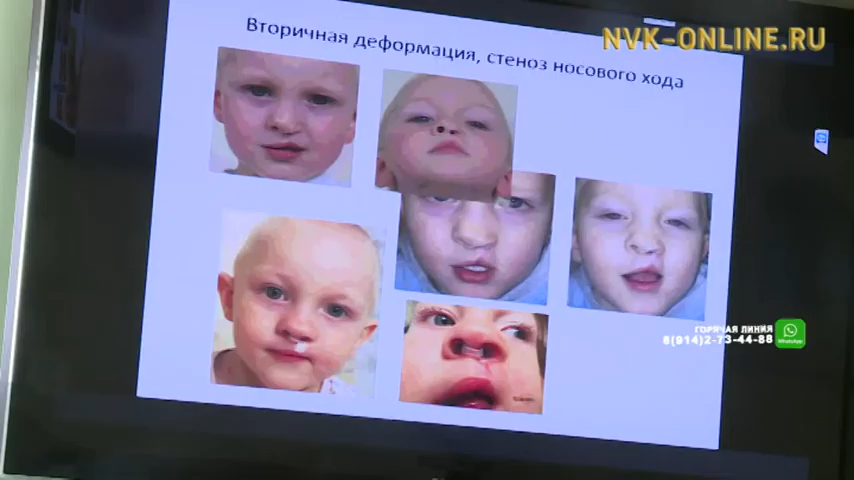 NVK-ONLINE.RU
Вторичная деформация, стеноз носового хода
ГОРЯЧАЯ ЛИНИЯ
8(914)2-73-44-88
WhatsApp